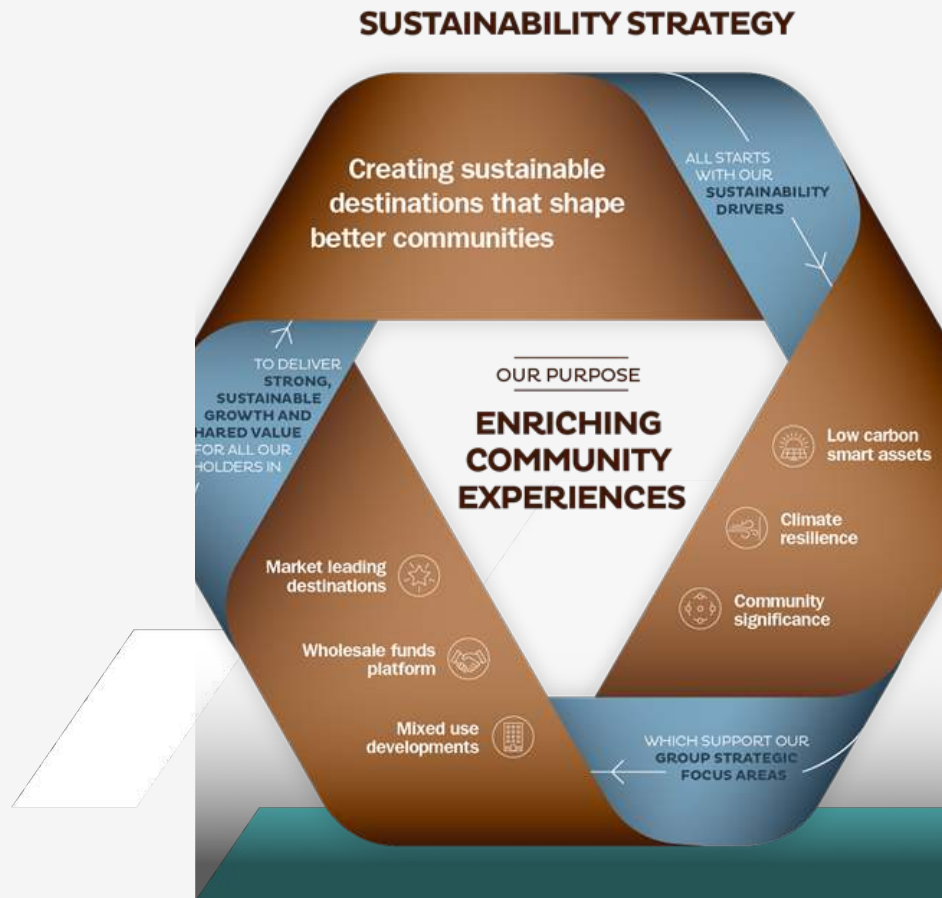 SUSTAINABILITY STRATEGY
Creating sustainable
destinations that shape
better communities
ALL STARTS
WITH OUR
SUSTAINABILITY
DRIVERS
Low carbon
smart assets
Climate
resilience
Community
significance
WHICH SUPPORT OUR
GROUP STRATEGIC
FOCUS AREAS
Market leading
destinations
Wholesale funds
platform
Mixed use
developments
TO DELIVER
STRONG,
SUSTAINABLE
GROWTH AND
HARED VALUE
FOR ALL OUR
HOLDERS IN
OUR PURPOSE
ENRICHING
COMMUNITY
EXPERIENCES